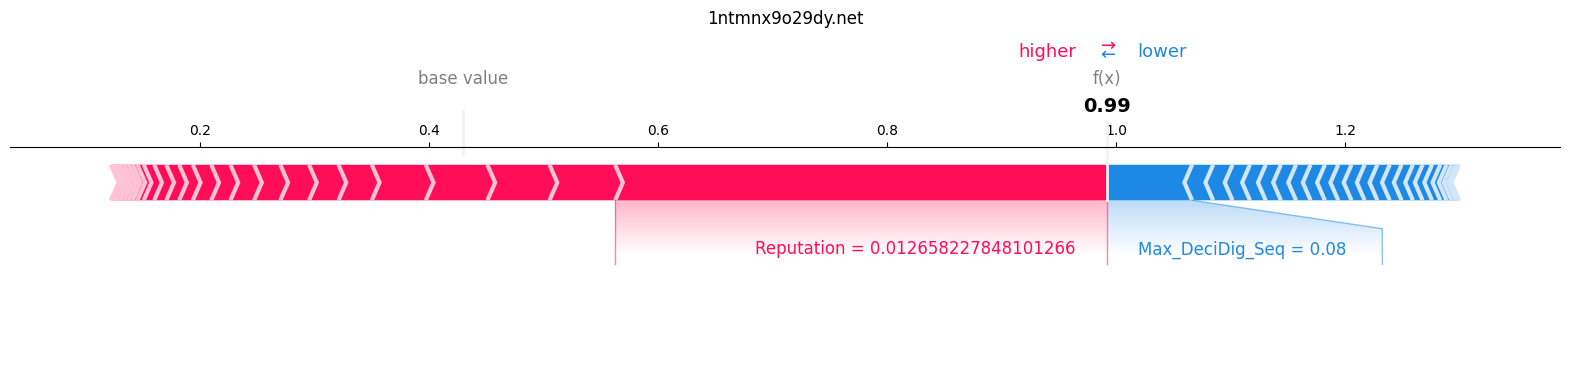 1ntmnx9o29dy.net
higher → ← lower
base value f(x)
0.99
0.2 0.4 0.6 0.8 1.0 1.2
Reputation = 0.012658227848101266 Max_DeciDig_Seq = 0.08